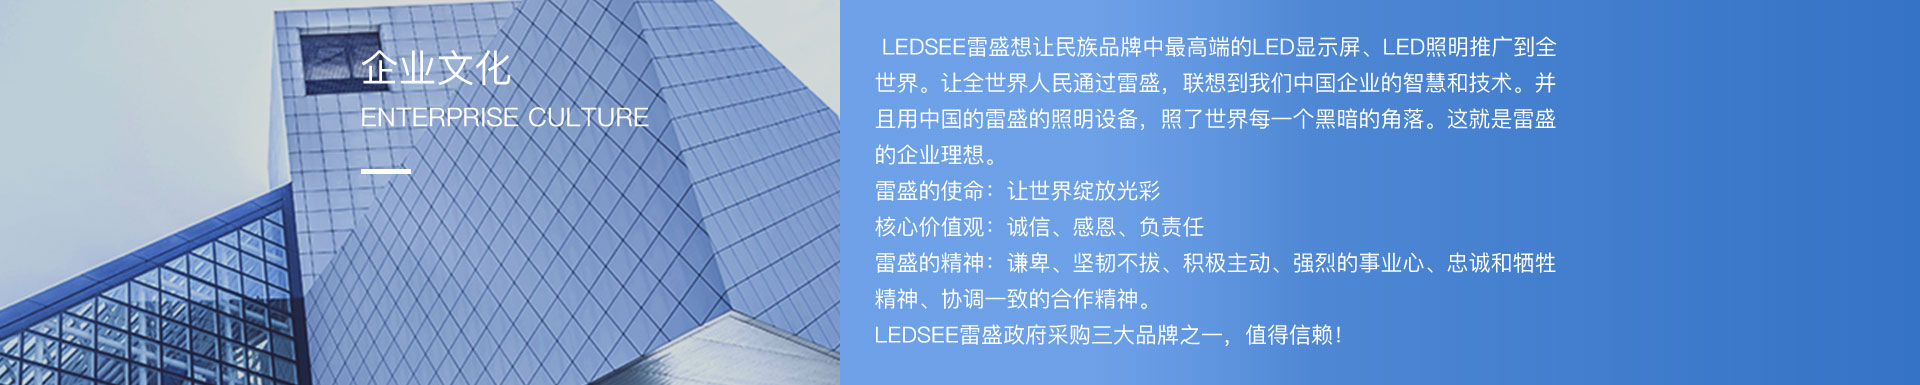 企业文化
ENTERPRISE CULTURE
LEDSEE雷盛想让民族品牌中最高端的LED显示屏、LED照明推广到全
世界。让全世界人民通过雷盛，联想到我们中国企业的智慧和技术。并
且用中国的雷盛的照明设备，照了世界每一个黑暗的角落。这就是雷盛
的企业理想。
雷盛的使命：让世界绽放光彩
核心价值观：诚信、感恩、负责任
雷盛的精神：谦卑、坚韧不拔、积极主动、强烈的事业心、忠诚和牺牲
精神、协调一致的合作精神。
LEDSEE雷盛政府采购三大品牌之一，值得信赖！